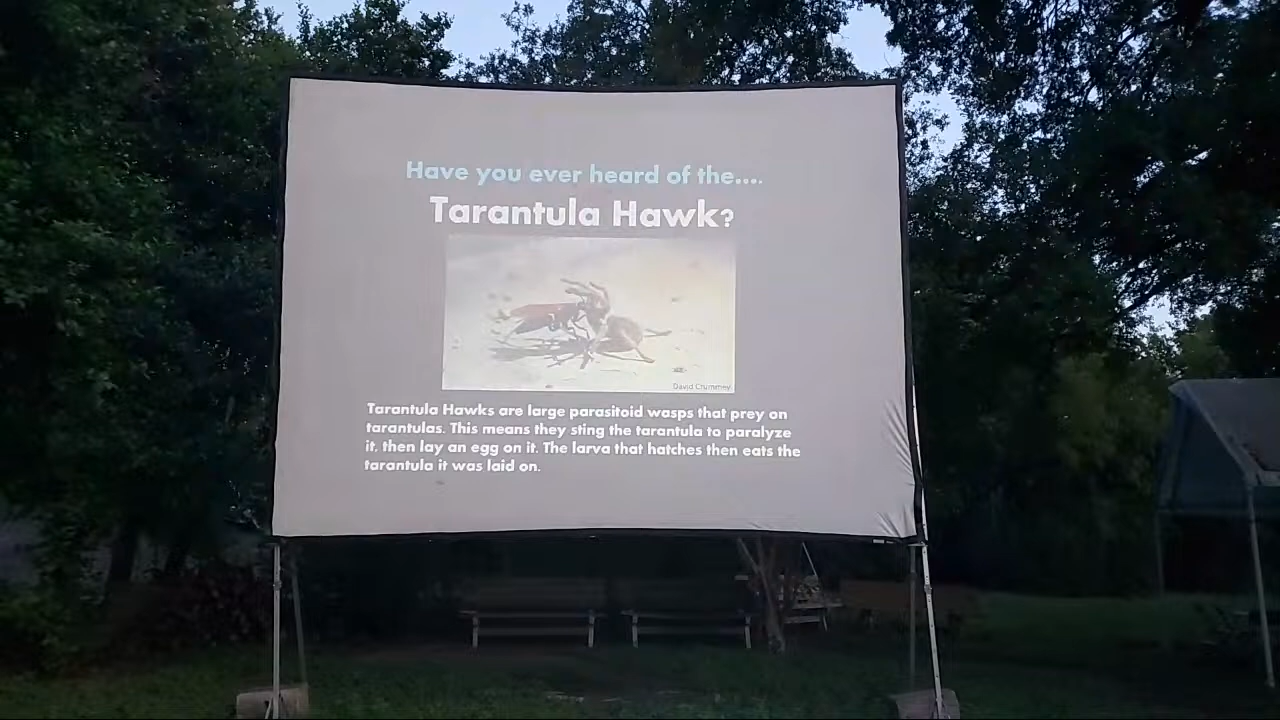 Have you ever heard of the....
Tarantula Hawk?
David Crummey
Tarantula Hawks are large parasitoid wasps that prey on
tarantulas. This means they sting the tarantula to paralyze
it, then lay an egg on it. The larva that hatches then eats the
tarantula it was laid on.